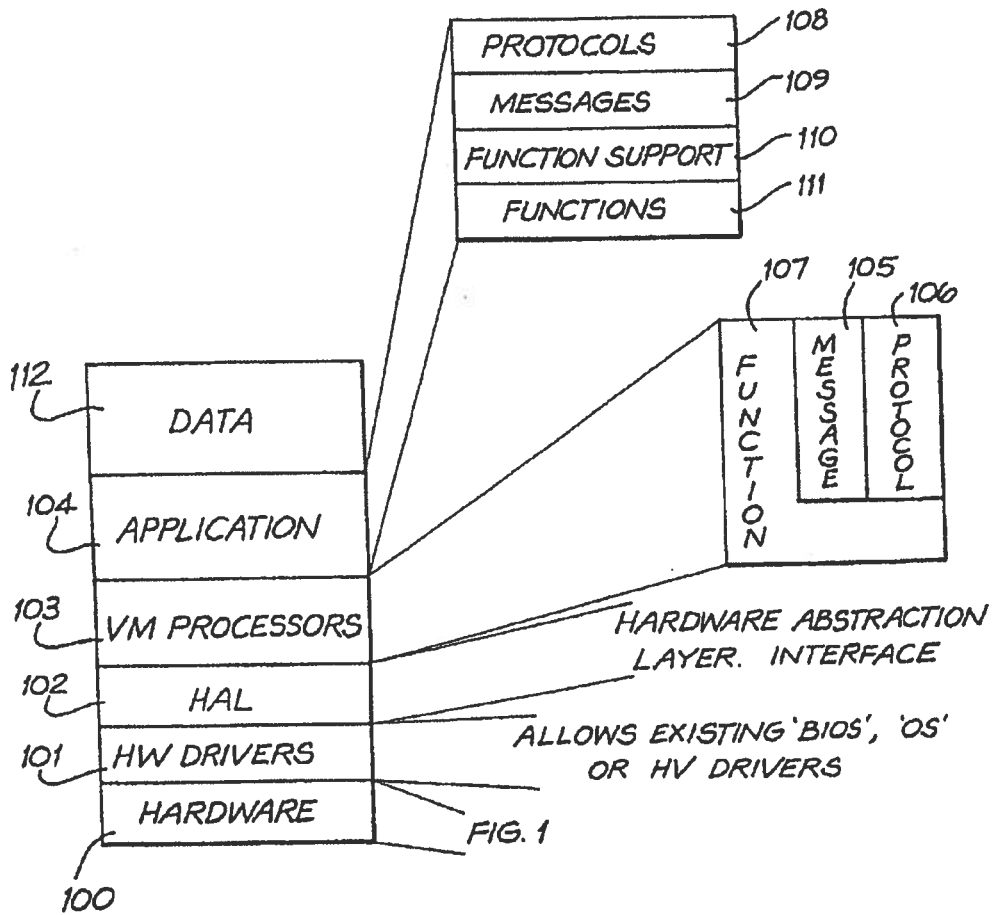 PROTOCOLS
108
MESSAGES
109
FUNCTION SUPPORT
110
FUNCTIONS
111
107
105
106
FUNCTION
MESSAGE
PROTOCOL
112
DATA
104
APPLICATION
103
VM PROCESSORS
HARDWARE ABSTRACTION
LAYER. INTERFACE
102
HAL
101
HW DRIVERS
ALLOWS EXISTING 'BIOS', 'OS'
OR HV DRIVERS
HARDWARE
100
FIG. 1